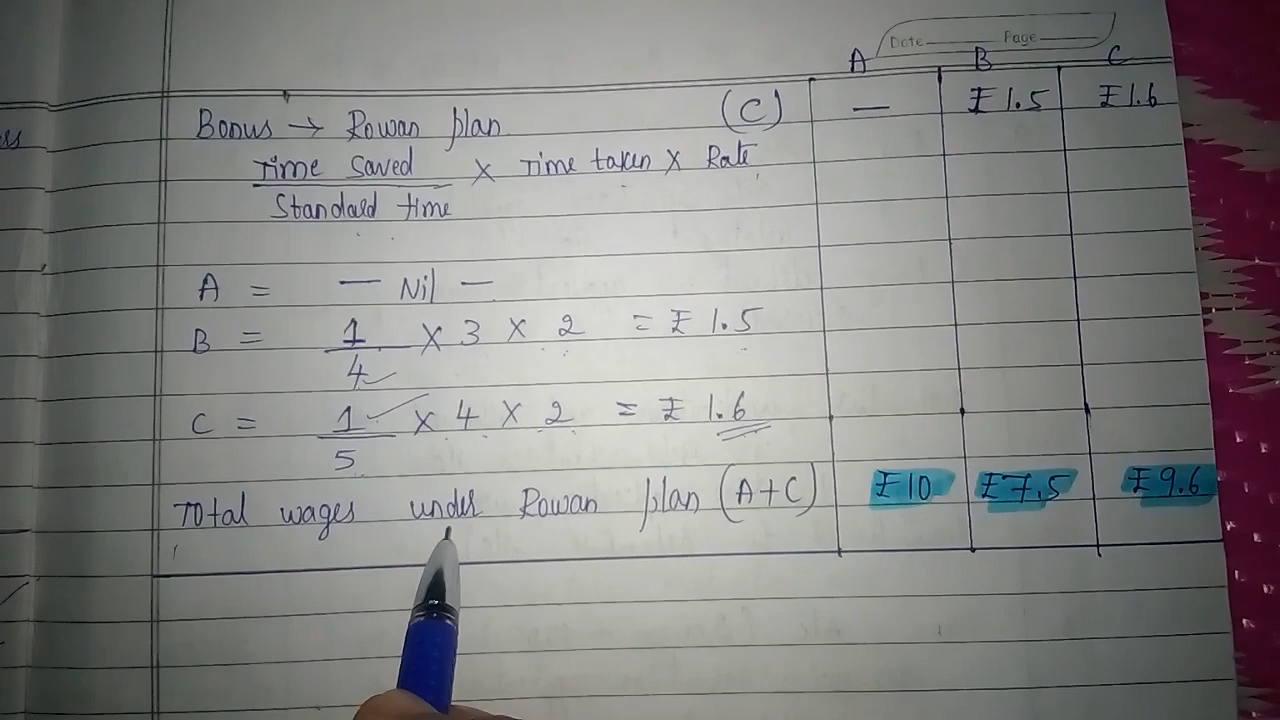 Date Page
A B C
Bonus → Rowan plan (C) — ₹1.5 ₹1.6
Time Saved × Time taken × Rate
Standard time
A = — Nil —
B = 1 × 3 × 2 = ₹1.5
4
C = 1 × 4 × 2 = ₹1.6
5
Total wages under Rowan plan (A+C) ₹10 ₹7.5 ₹9.6